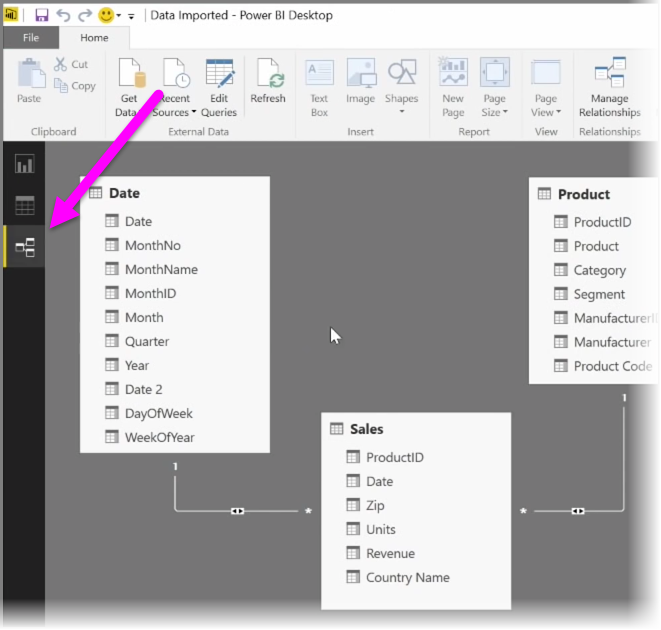 Data Imported - Power BI Desktop
File Home
Paste
Cut
Copy
Clipboard
Get Data
Recent Sources
Edit Queries
Refresh
External Data
Text Box
Image
Shapes
Insert
New Page
Page Size
Report
Page View
View
Manage Relationships
Relationships
Date
Date
MonthNo
MonthName
MonthID
Month
Quarter
Year
Date 2
DayOfWeek
WeekOfYear
1
Product
ProductID
Product
Category
Segment
ManufacturerI
Manufacturer
Product Code
1
Sales
ProductID
Date
Zip
Units
Revenue
Country Name
*
*